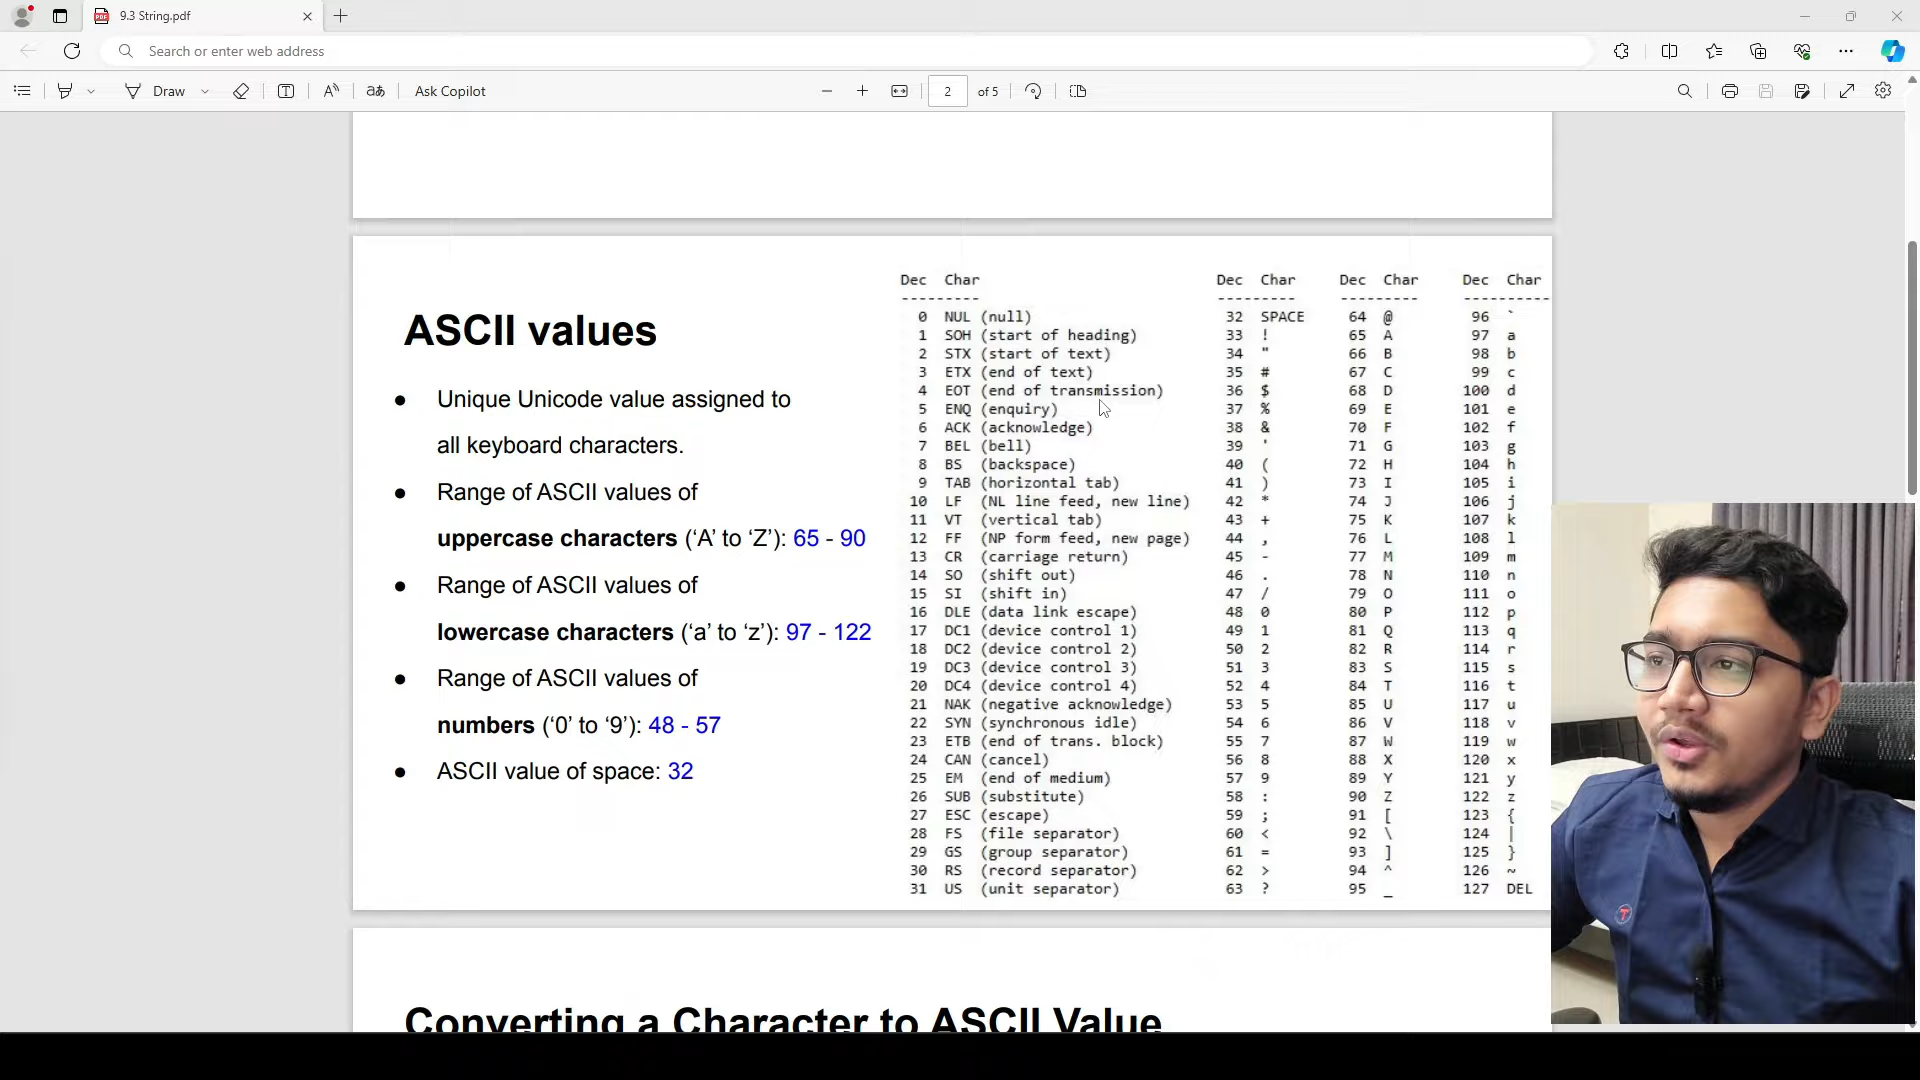 9.3 String.pdf
Search or enter web address
Draw
aあ
Ask Copilot
2
of 5
ASCII values
● Unique Unicode value assigned to
all keyboard characters.
● Range of ASCII values of
uppercase characters (‘A’ to ‘Z’): 65 - 90
● Range of ASCII values of
lowercase characters (‘a’ to ‘z’): 97 - 122
● Range of ASCII values of
numbers (‘0’ to ‘9’): 48 - 57
● ASCII value of space: 32
Dec Char Dec Char Dec Char Dec Char
--------- --------- --------- ----------
0 NUL (null) 32 SPACE 64 @ 96 `
1 SOH (start of heading) 33 ! 65 A 97 a
2 STX (start of text) 34 " 66 B 98 b
3 ETX (end of text) 35 # 67 C 99 c
4 EOT (end of transmission) 36 $ 68 D 100 d
5 ENQ (enquiry) 37 % 69 E 101 e
6 ACK (acknowledge) 38 & 70 F 102 f
7 BEL (bell) 39 ' 71 G 103 g
8 BS (backspace) 40 ( 72 H 104 h
9 TAB (horizontal tab) 41 ) 73 I 105 i
10 LF (NL line feed, new line) 42 * 74 J 106 j
11 VT (vertical tab) 43 + 75 K 107 k
12 FF (NP form feed, new page) 44 , 76 L 108 l
13 CR (carriage return) 45 - 77 M 109 m
14 SO (shift out) 46 . 78 N 110 n
15 SI (shift in) 47 / 79 O 111 o
16 DLE (data link escape) 48 0 80 P 112 p
17 DC1 (device control 1) 49 1 81 Q 113 q
18 DC2 (device control 2) 50 2 82 R 114 r
19 DC3 (device control 3) 51 3 83 S 115 s
20 DC4 (device control 4) 52 4 84 T 116 t
21 NAK (negative acknowledge) 53 5 85 U 117 u
22 SYN (synchronous idle) 54 6 86 V 118 v
23 ETB (end of trans. block) 55 7 87 W 119 w
24 CAN (cancel) 56 8 88 X 120 x
25 EM (end of medium) 57 9 89 Y 121 y
26 SUB (substitute) 58 : 90 Z 122 z
27 ESC (escape) 59 ; 91 [ 123 {
28 FS (file separator) 60 < 92 \ 124 |
29 GS (group separator) 61 = 93 ] 125 }
30 RS (record separator) 62 > 94 ^ 126 ~
31 US (unit separator) 63 ? 95 _ 127 DEL
Converting a Character to ASCII Value